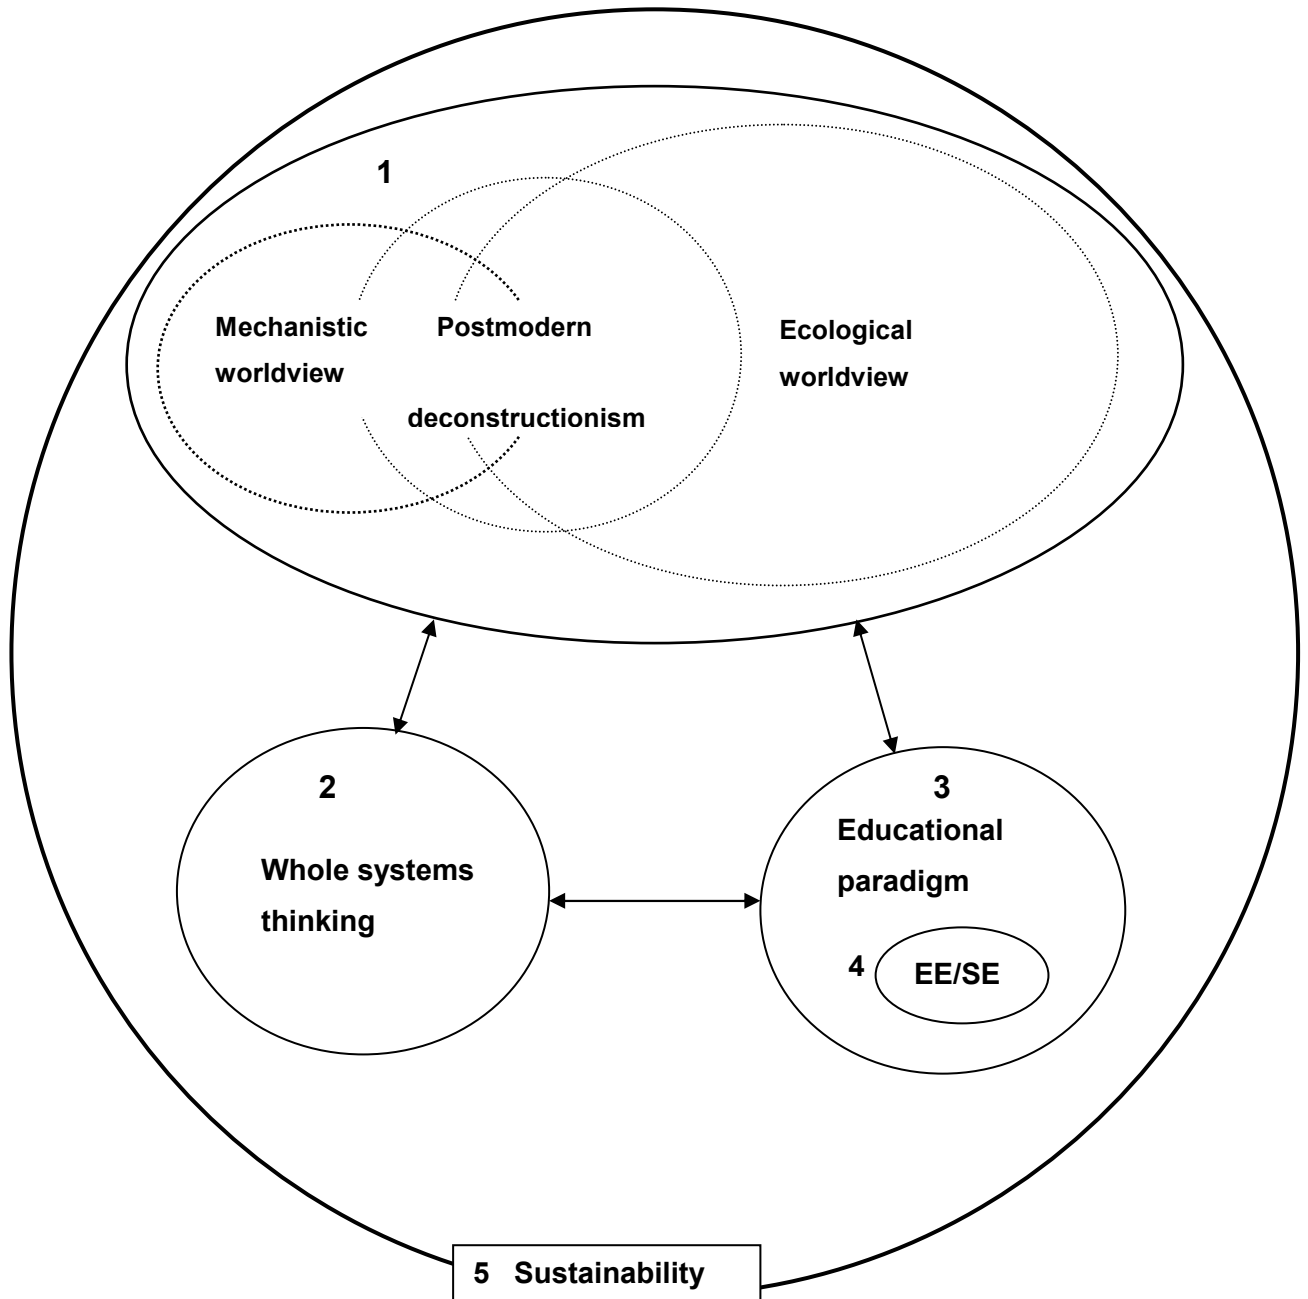 1
Mechanistic
worldview
Postmodern
deconstructionism
Ecological
worldview
2
Whole systems
thinking
3
Educational
paradigm
4
EE/SE
5 Sustainability